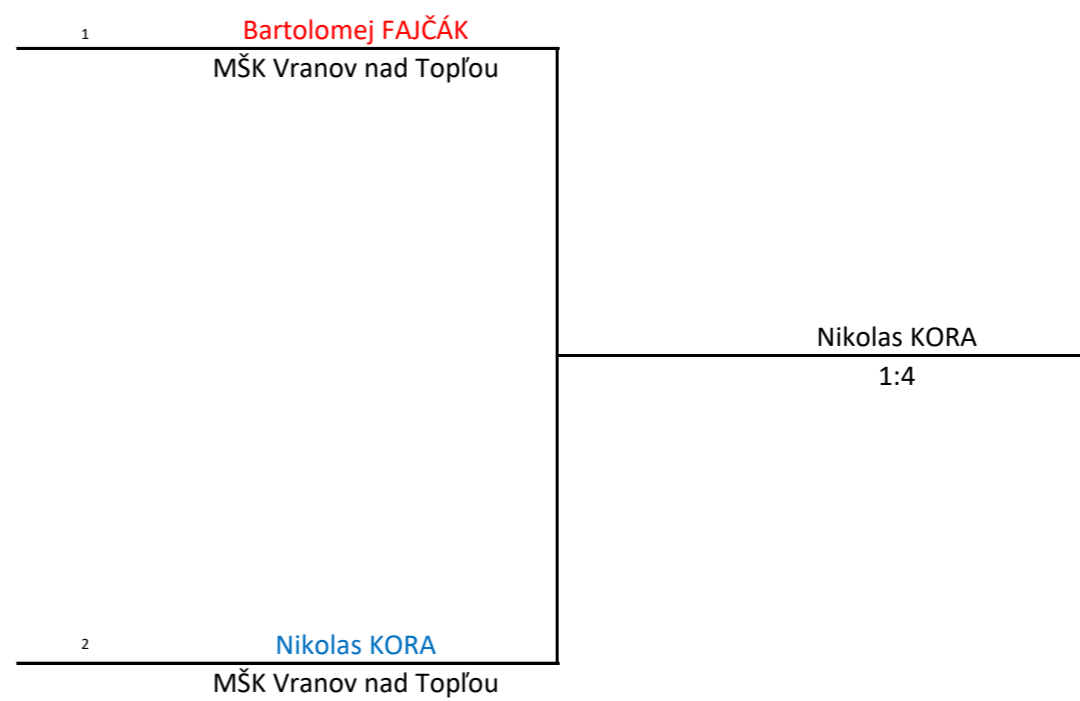 1
Bartolomej FAJČÁK
MŠK Vranov nad Topľou
Nikolas KORA
1:4
2
Nikolas KORA
MŠK Vranov nad Topľou